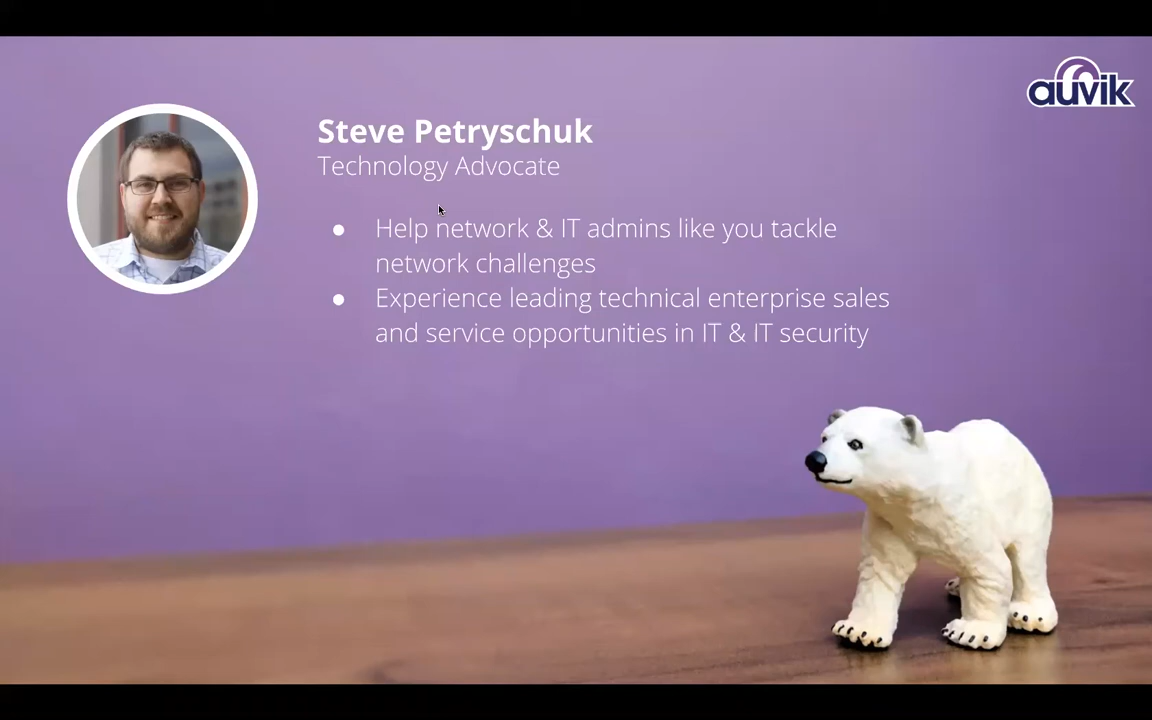 auvik
Steve Petryschuk
Technology Advocate
● Help network & IT admins like you tackle
network challenges
● Experience leading technical enterprise sales
and service opportunities in IT & IT security